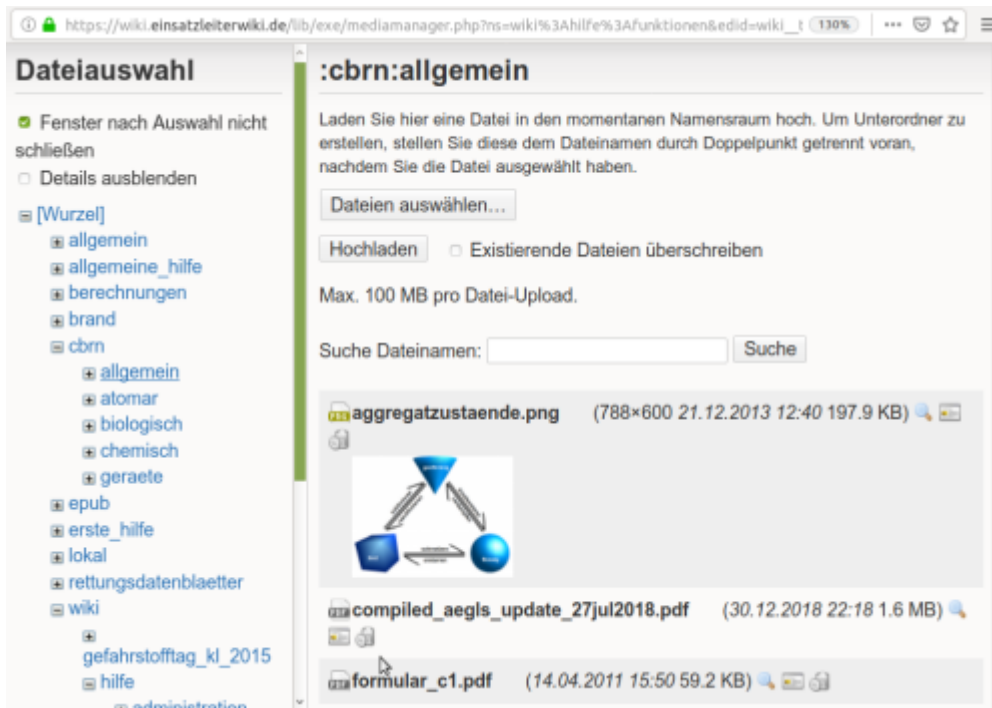 https://wiki.einsatzleiterwiki.de/lib/exe/mediamanager.php?ns=wiki%3Ahilfe%3Afunktionen&edid=wiki__t 130%
Dateiauswahl
Fenster nach Auswahl nicht
schließen
Details ausblenden
[Wurzel]
allgemein
allgemeine_hilfe
berechnungen
brand
cbrn
allgemein
atomar
biologisch
chemisch
geraete
epub
erste_hilfe
lokal
rettungsdatenblaetter
wiki
gefahrstofftag_kl_2015
hilfe
administration
:cbrn:allgemein
Laden Sie hier eine Datei in den momentanen Namensraum hoch. Um Unterordner zu
erstellen, stellen Sie diese dem Dateinamen durch Doppelpunkt getrennt voran,
nachdem Sie die Datei ausgewählt haben.
Dateien auswählen...
Hochladen Existierende Dateien überschreiben
Max. 100 MB pro Datei-Upload.
Suche Dateinamen: Suche
aggregatzustaende.png (788×600 21.12.2013 12:40 197.9 KB)
compiled_aegls_update_27jul2018.pdf (30.12.2018 22:18 1.6 MB)
formular_c1.pdf (14.04.2011 15:50 59.2 KB)